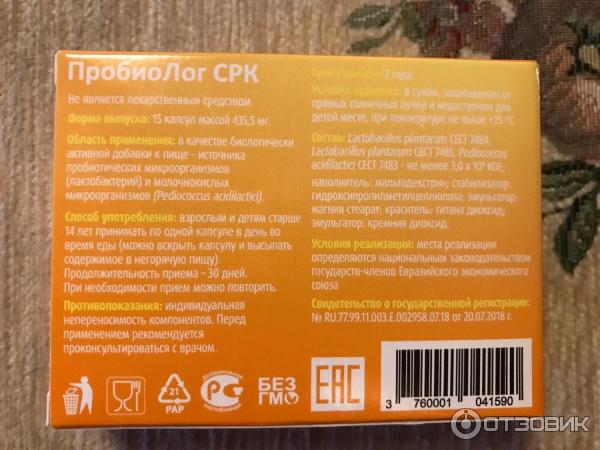 ПробиоЛог СРК
Не является лекарственным средством
Форма выпуска: 15 капсул массой 435,5 мг.
Область применения: в качестве биологически
активной добавки к пище - источника
пробиотических микроорганизмов
(лактобактерий) и молочнокислых
микроорганизмов (Pediococcus acidilactici).
Способ употребления: взрослым и детям старше
14 лет принимать по одной капсуле в день во
время еды (можно вскрыть капсулу и высыпать
содержимое в негорячую пищу).
Продолжительность приема - 30 дней.
При необходимости прием можно повторить.
Противопоказания: индивидуальная
непереносимость компонентов. Перед
применением рекомендуется
проконсультироваться с врачом.
Срок годности: 2 года.
Условия хранения: в сухом, защищенном от
прямых солнечных лучей и недоступном для
детей месте, при температуре не выше +25 °С.
Состав: Lactobacillus plantarum CECT 7484,
Lactobacillus plantarum CECT 7485, Pediococcus
acidilactici CECT 7483 - не менее 3,0 х 10⁹ КОЕ,
наполнитель: мальтодекстрин; стабилизатор:
гидроксипропилметилцеллюлоза; эмульгатор:
магния стеарат; краситель: титана диоксид;
эмульгатор: кремния диоксид.
Условия реализации: места реализации
определяются национальным законодательством
государств-членов Евразийского экономического
союза
Свидетельство о государственной регистрации:
№ RU.77.99.11.003.E.002958.07.18 от 20.07.2018 г.
21
PAP
Добровольная
сертификация
БЕЗ
ГМО
EAC
3 760001 041590
ОТЗОВИК